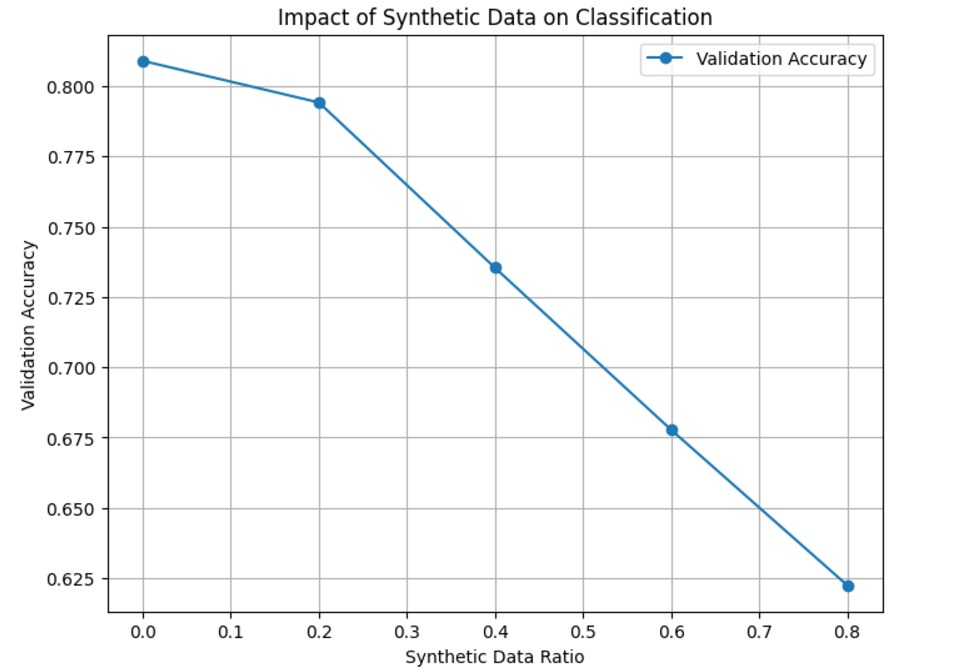 Impact of Synthetic Data on Classification
Validation Accuracy
0.800
0.775
0.750
0.725
0.700
0.675
0.650
0.625
Validation Accuracy
0.0 0.1 0.2 0.3 0.4 0.5 0.6 0.7 0.8
Synthetic Data Ratio